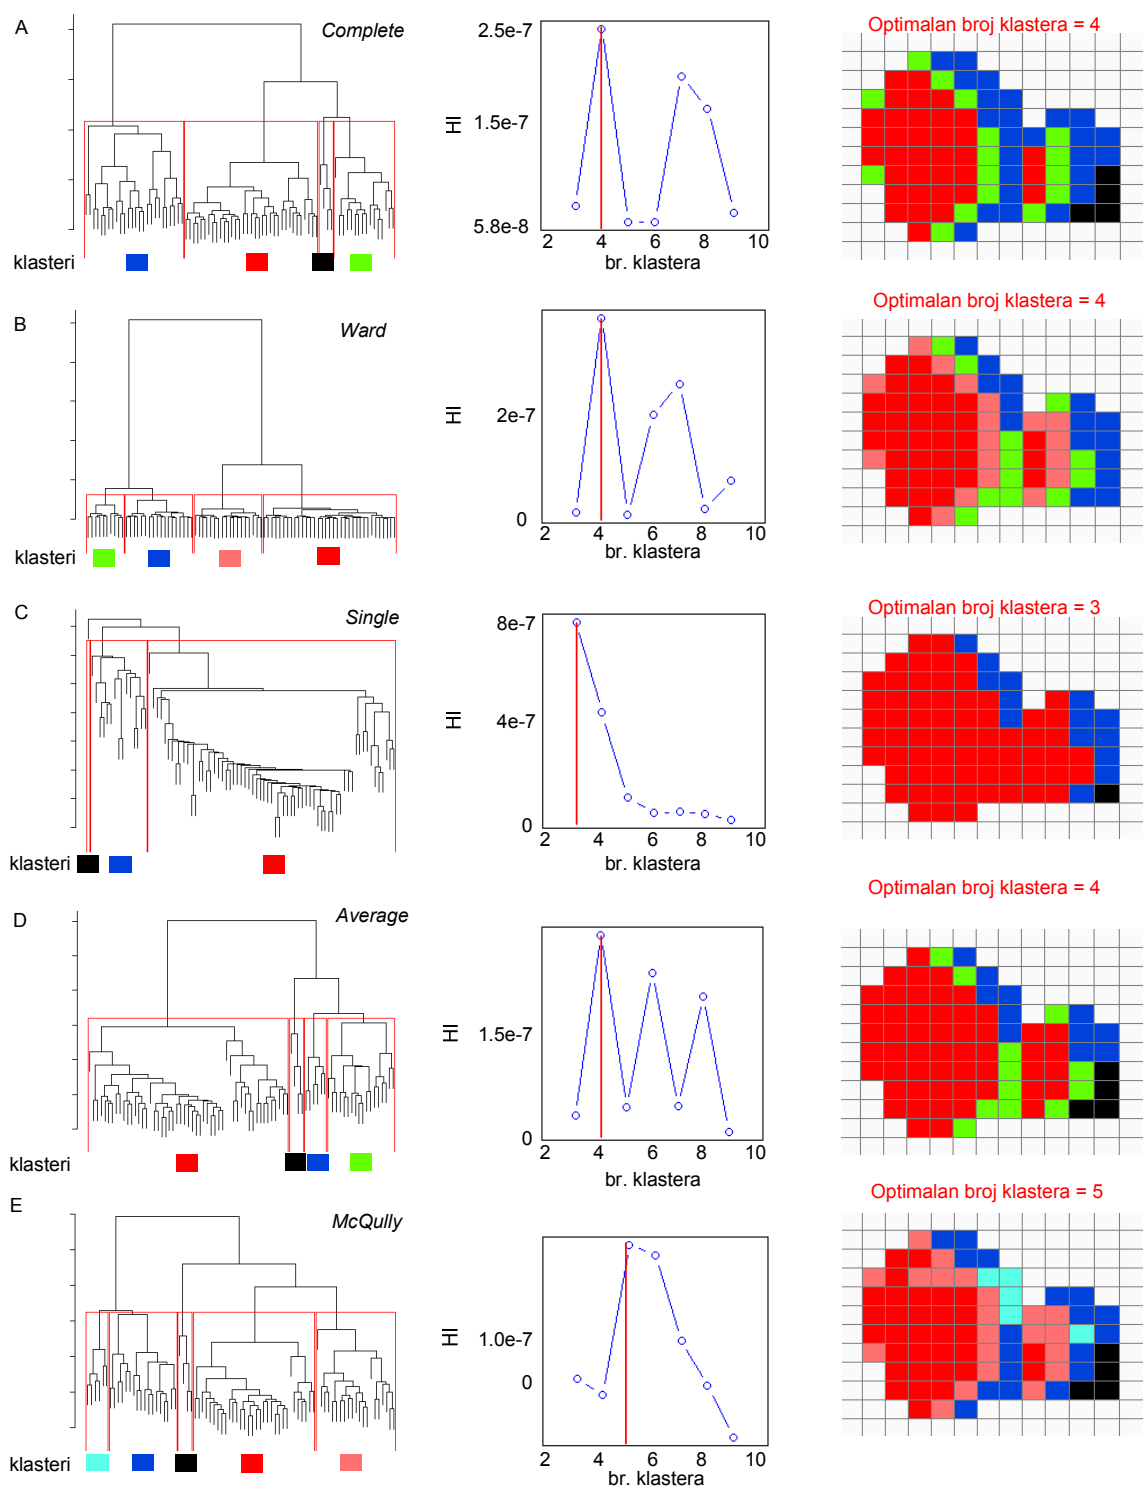 A
Complete
2.5e-7
HI
1.5e-7
5.8e-8
2 4 6 8 10
br. klastera
Optimalan broj klastera = 4
klasteri
B
Ward
HI
2e-7
0
2 4 6 8 10
br. klastera
Optimalan broj klastera = 4
klasteri
C
Single
8e-7
HI
4e-7
0
2 4 6 8 10
br. klastera
Optimalan broj klastera = 3
klasteri
D
Average
HI
1.5e-7
0
2 4 6 8 10
br. klastera
Optimalan broj klastera = 4
klasteri
E
McQully
HI
1.0e-7
0
2 4 6 8 10
br. klastera
Optimalan broj klastera = 5
klasteri